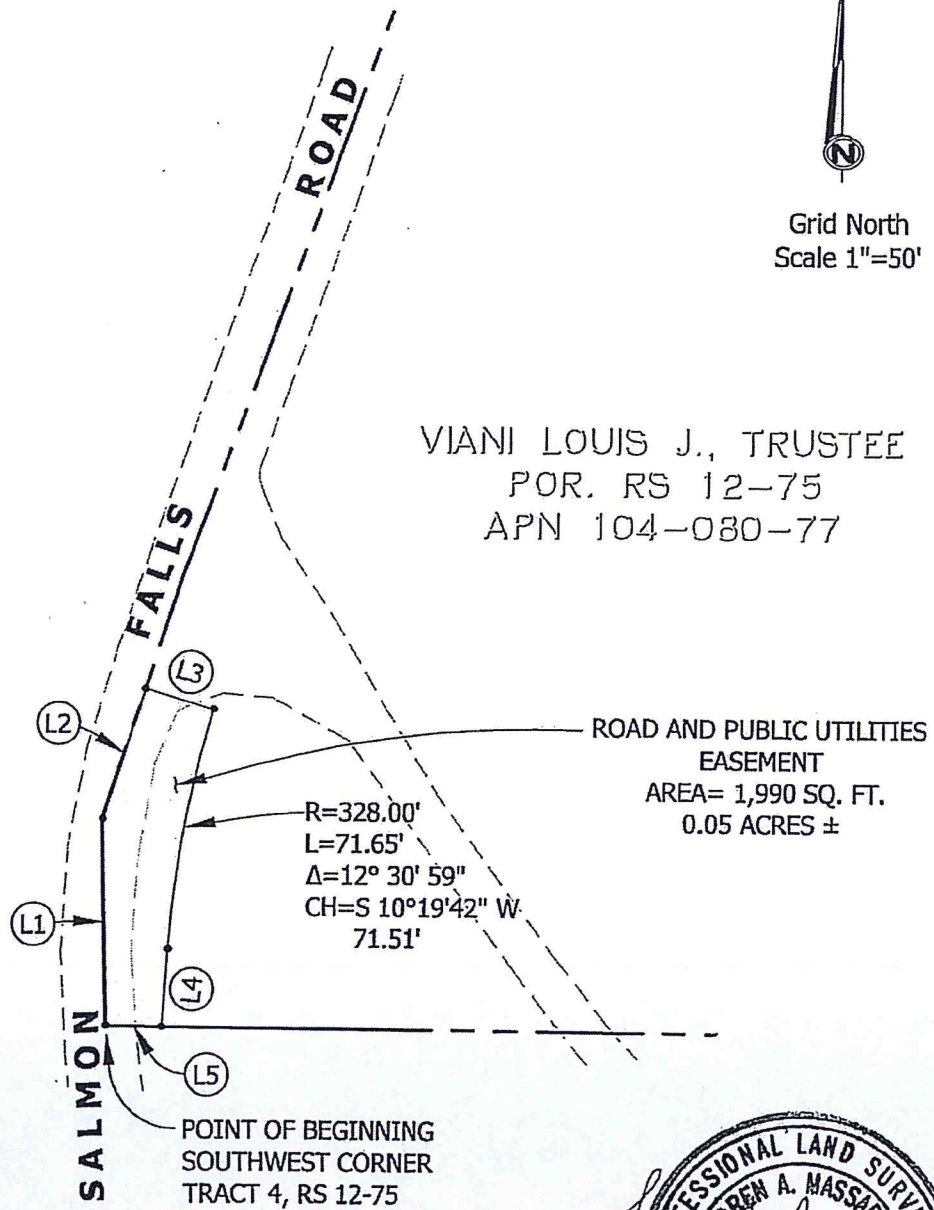 N
Grid North
Scale 1"=50'
SALMON FALLS ROAD
VIANI LOUIS J., TRUSTEE
POR. RS 12-75
APN 104-080-77
L3
L2
ROAD AND PUBLIC UTILITIES
EASEMENT
AREA= 1,990 SQ. FT.
0.05 ACRES ±
R=328.00'
L=71.65'
Δ=12° 30' 59"
CH=S 10°19'42" W
71.51'
L1
L4
L5
POINT OF BEGINNING
SOUTHWEST CORNER
TRACT 4, RS 12-75
LAND
A.